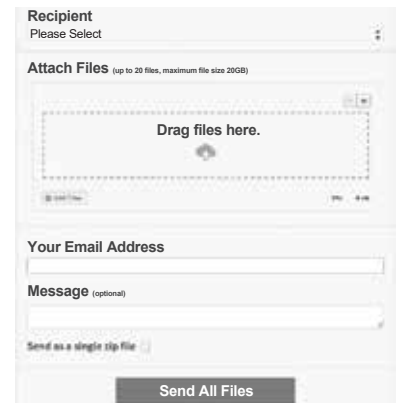 Recipient
Please Select
Attach Files (up to 20 files, maximum file size 20GB)
Drag files here.
Your Email Address
Message (optional)
Send as a single zip file
Send All Files